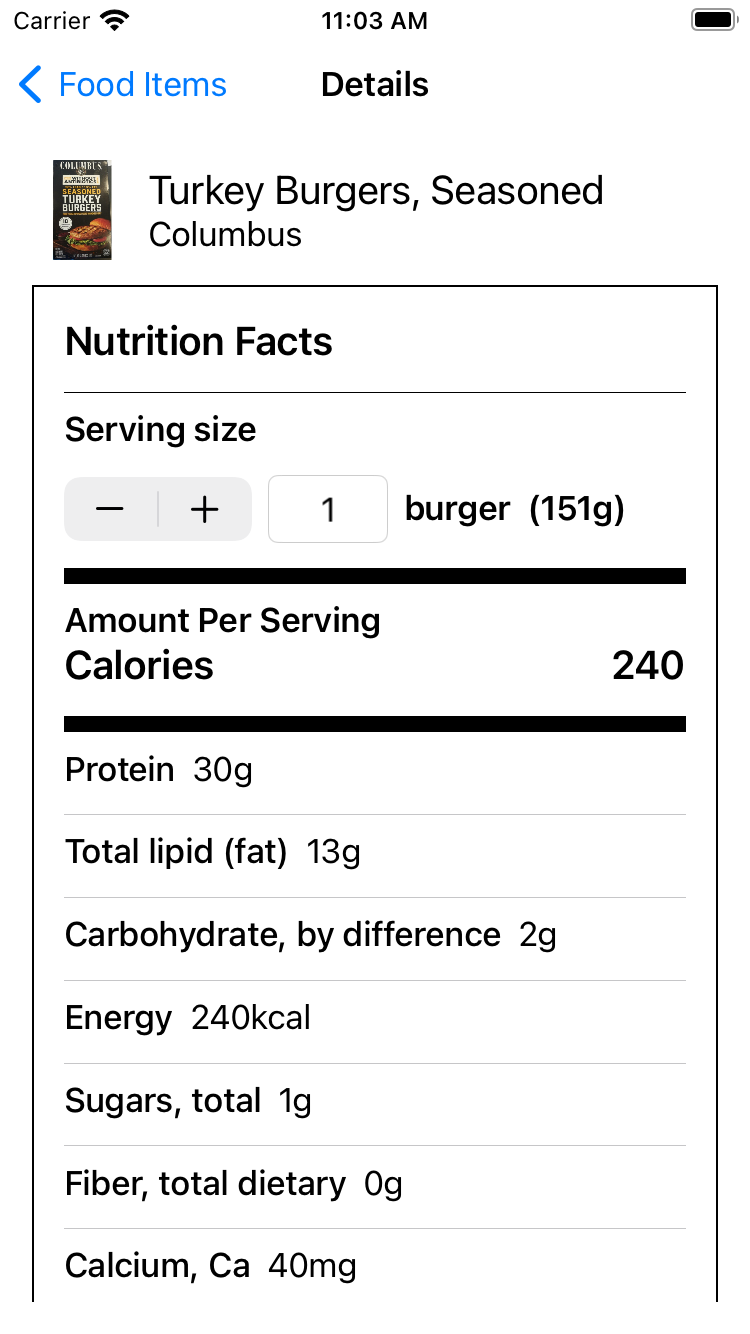 Carrier 11:03 AM
Food Items Details
COLUMBUS
SEASONED
TURKEY
BURGERS
Turkey Burgers, Seasoned
Columbus
Nutrition Facts
Serving size
1 burger (151g)
Amount Per Serving
Calories 240
Protein 30g
Total lipid (fat) 13g
Carbohydrate, by difference 2g
Energy 240kcal
Sugars, total 1g
Fiber, total dietary 0g
Calcium, Ca 40mg